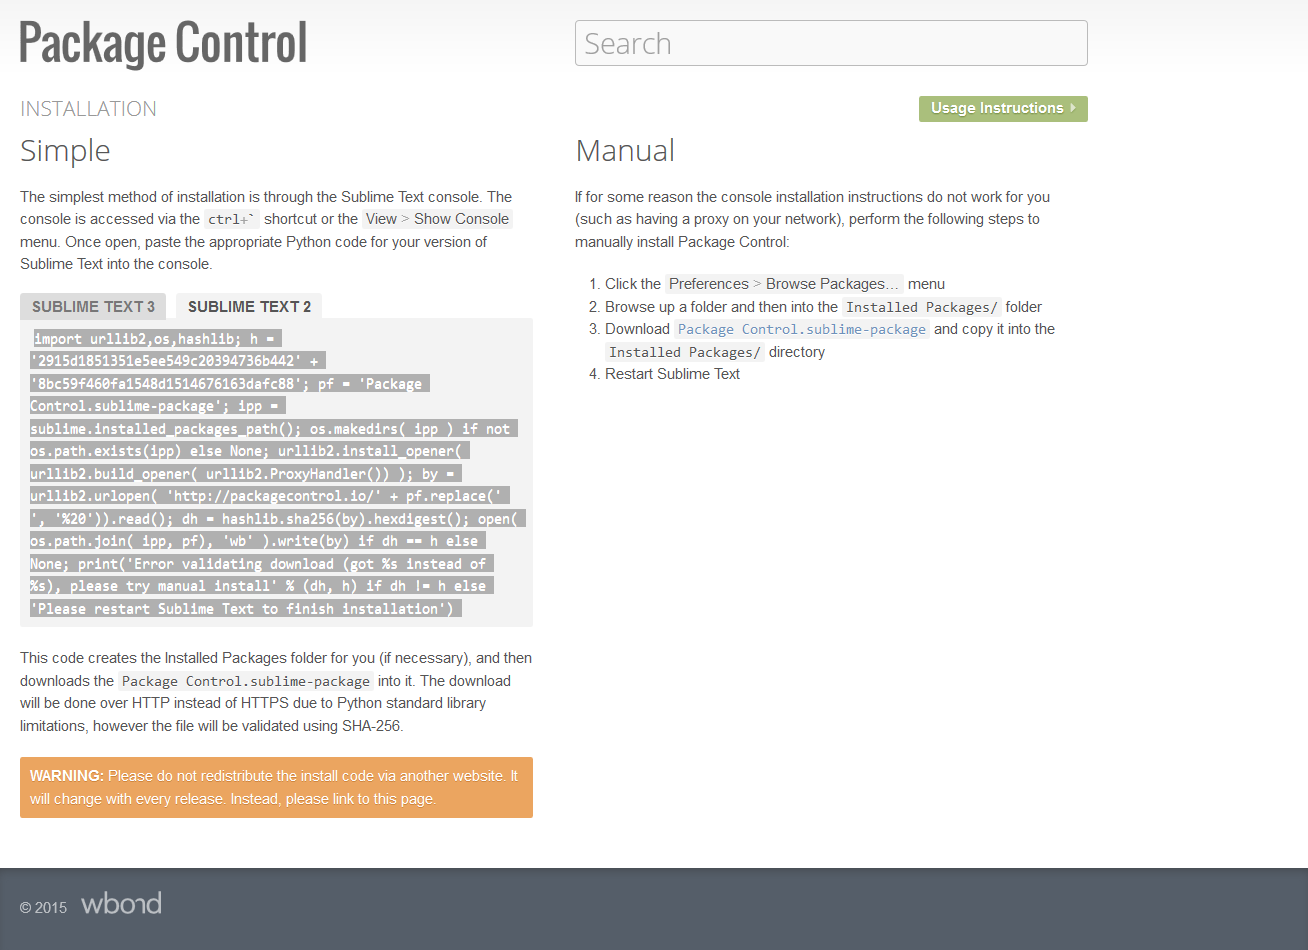 Package Control
Search
INSTALLATION
Usage Instructions
Simple
The simplest method of installation is through the Sublime Text console. The
console is accessed via the ctrl+` shortcut or the View > Show Console
menu. Once open, paste the appropriate Python code for your version of
Sublime Text into the console.
SUBLIME TEXT 3 SUBLIME TEXT 2
import urllib2,os,hashlib; h =
'2915d1851351e5ee549c20394736b442' +
'8bc59f460fa1548d1514676163dafc88'; pf = 'Package
Control.sublime-package'; ipp =
sublime.installed_packages_path(); os.makedirs( ipp ) if not
os.path.exists(ipp) else None; urllib2.install_opener(
urllib2.build_opener( urllib2.ProxyHandler()) ); by =
urllib2.urlopen( 'http://packagecontrol.io/' + pf.replace('
', '%20')).read(); dh = hashlib.sha256(by).hexdigest(); open(
os.path.join( ipp, pf), 'wb' ).write(by) if dh == h else
None; print('Error validating download (got %s instead of
%s), please try manual install' % (dh, h) if dh != h else
'Please restart Sublime Text to finish installation')
This code creates the Installed Packages folder for you (if necessary), and then
downloads the Package Control.sublime-package into it. The download
will be done over HTTP instead of HTTPS due to Python standard library
limitations, however the file will be validated using SHA-256.
WARNING: Please do not redistribute the install code via another website. It
will change with every release. Instead, please link to this page.
Manual
If for some reason the console installation instructions do not work for you
(such as having a proxy on your network), perform the following steps to
manually install Package Control:
1. Click the Preferences > Browse Packages… menu
2. Browse up a folder and then into the Installed Packages/ folder
3. Download Package Control.sublime-package and copy it into the
Installed Packages/ directory
4. Restart Sublime Text
© 2015 wbond